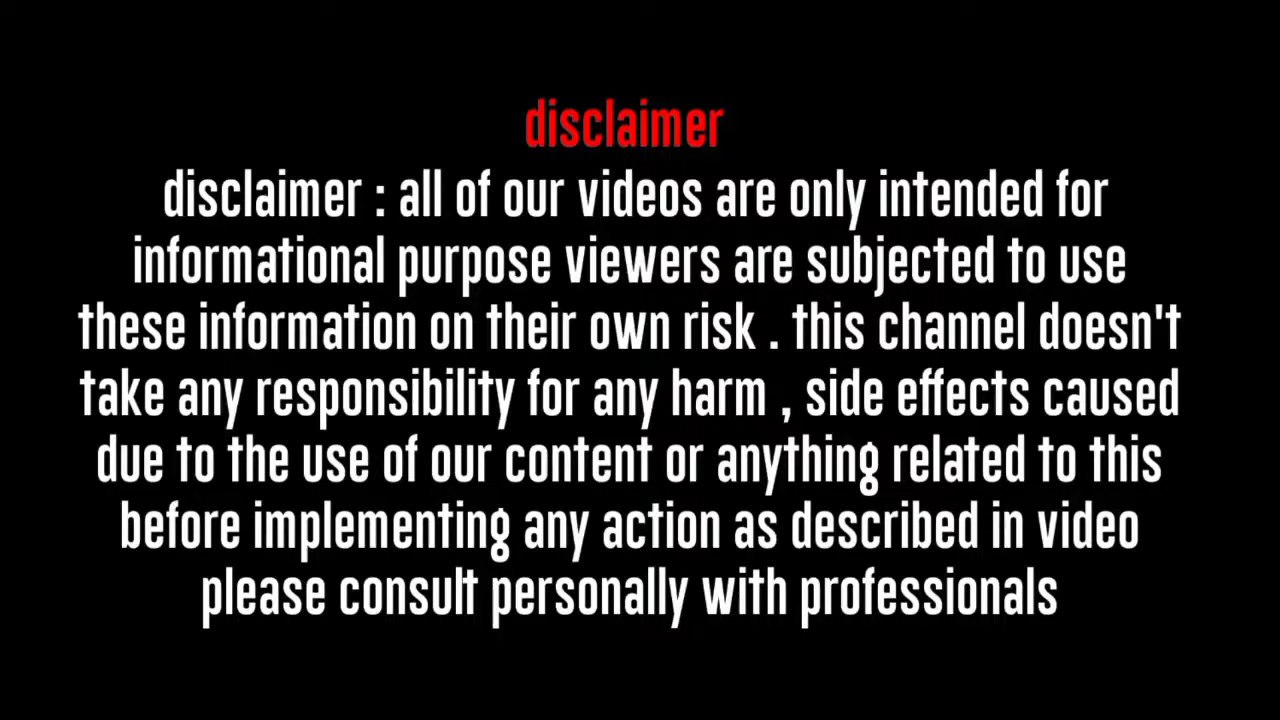 disclaimer
disclaimer : all of our videos are only intended for
informational purpose viewers are subjected to use
these information on their own risk . this channel doesn't
take any responsibility for any harm , side effects caused
due to the use of our content or anything related to this
before implementing any action as described in video
please consult personally with professionals